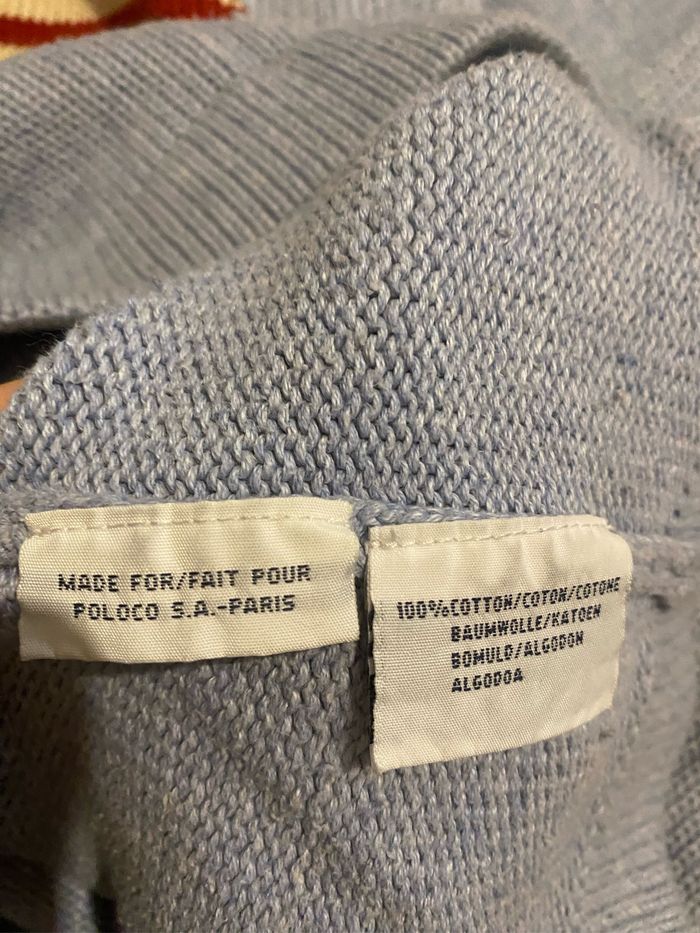 MADE FOR/FAIT POUR
POLOCO S.A.-PARIS
100%COTTON/COTON/COTONE
BAUMWOLLE/KATOEN
BOMULD/ALGODON
ALGODOA